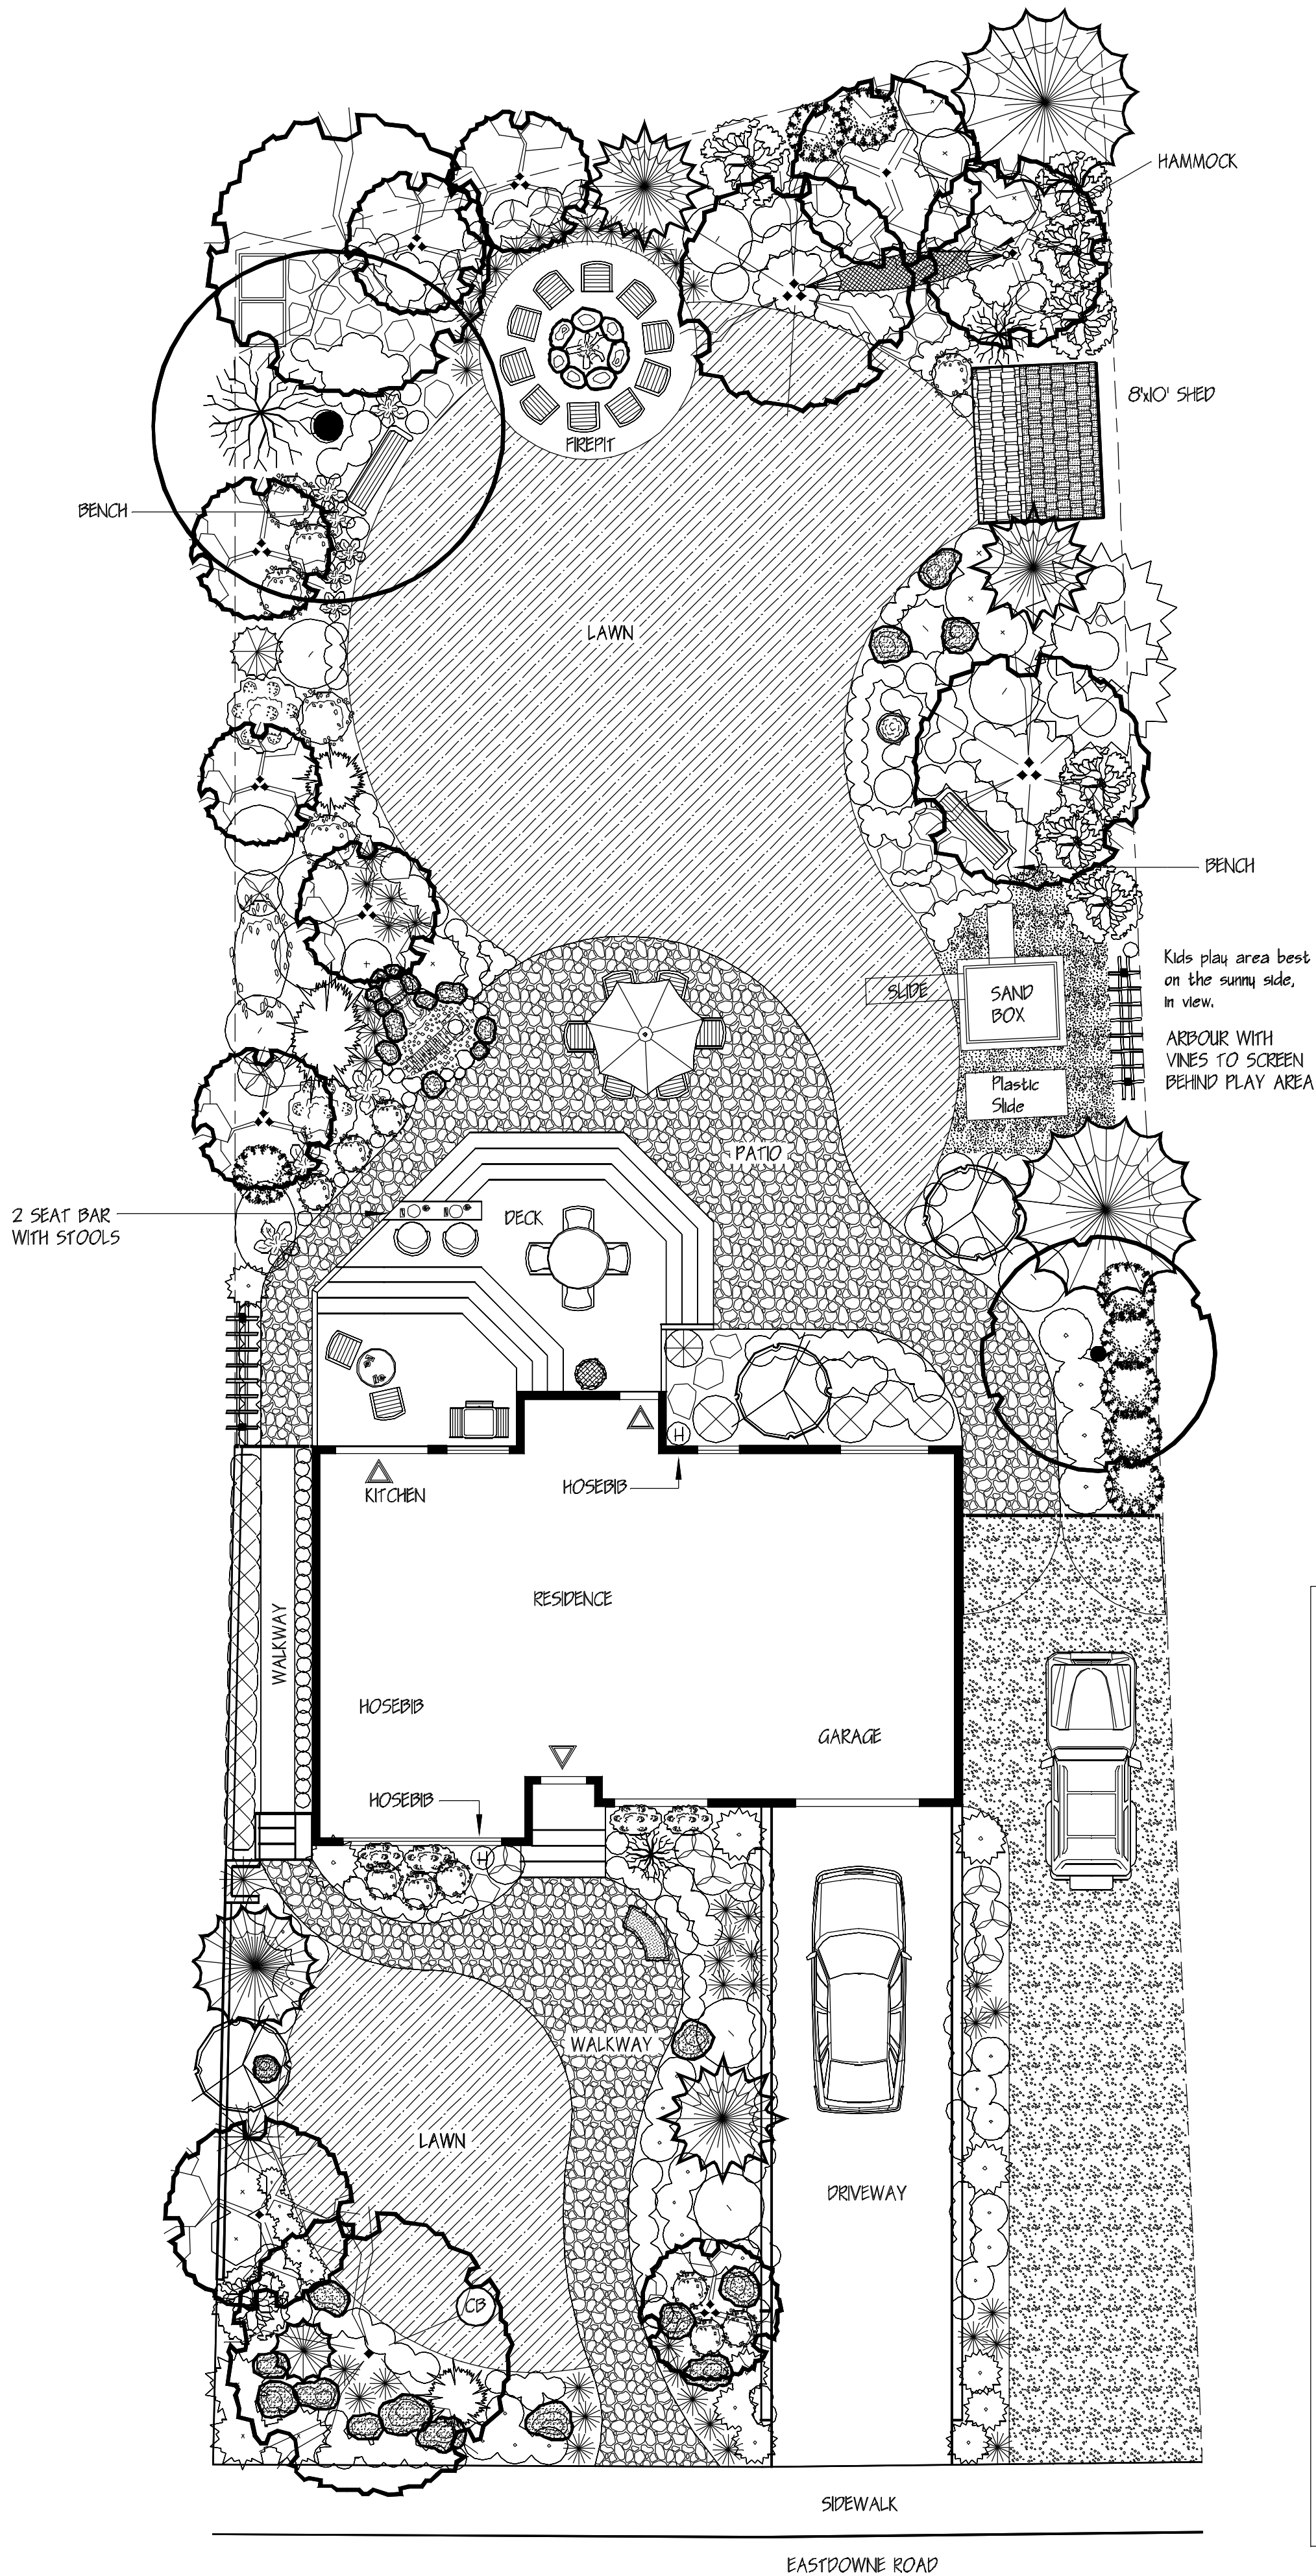 HAMMOCK
8'x10' SHED
FIREPIT
BENCH
LAWN
BENCH
Kids play area best
on the sunny side,
in view.
SLIDE
SAND
BOX
ARBOUR WITH
VINES TO SCREEN
BEHIND PLAY AREA
Plastic
Slide
PATIO
2 SEAT BAR
WITH STOOLS
DECK
H
HOSEBIB
KITCHEN
RESIDENCE
WALKWAY
HOSEBIB
GARAGE
HOSEBIB
H
WALKWAY
LAWN
DRIVEWAY
CB
SIDEWALK
EASTDOWNE ROAD